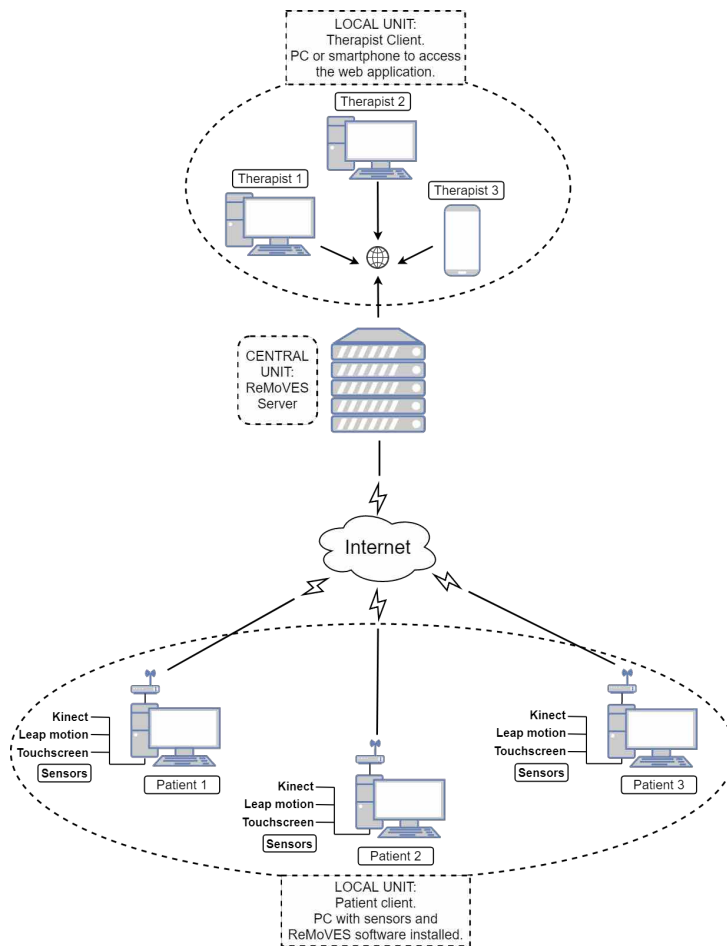 LOCAL UNIT:
Therapist Client.
PC or smartphone to access
the web application.
Therapist 2
Therapist 1
Therapist 3
CENTRAL
UNIT:
ReMoVES
Server
Internet
Kinect
Leap motion
Touchscreen
Sensors
Patient 1
Kinect
Leap motion
Touchscreen
Sensors
Patient 2
Kinect
Leap motion
Touchscreen
Sensors
Patient 3
LOCAL UNIT:
Patient client.
PC with sensors and
ReMoVES software installed.